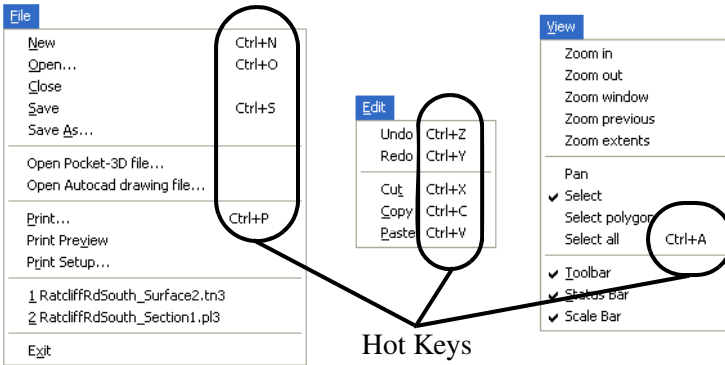 File
New Ctrl+N
Open... Ctrl+O
Close
Save Ctrl+S
Save As...
Open Pocket-3D file...
Open Autocad drawing file...
Print... Ctrl+P
Print Preview
Print Setup...
1 RatcliffRdSouth_Surface2.tn3
2 RatcliffRdSouth_Section1.pl3
Exit
Edit
Undo Ctrl+Z
Redo Ctrl+Y
Cut Ctrl+X
Copy Ctrl+C
Paste Ctrl+V
View
Zoom in
Zoom out
Zoom window
Zoom previous
Zoom extents
Pan
Select
Select polygon
Select all Ctrl+A
Toolbar
Status Bar
Scale Bar
Hot Keys